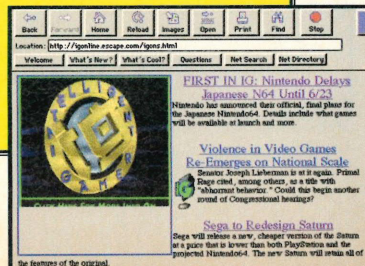 Back Forward Home Reload Images Open Print Find Stop
Location: http://igonline.escape.com/igons.html
Welcome What's New? What's Cool? Questions Net Search Net Directory
INTELLIGENT GAMER
FIRST IN IG: Nintendo Delays
Japanese N64 Until 6/23
Nintendo has announced their official, final plans for
the Japanese Nintendo64. Details include what games
will be available at launch and more.
Violence in Video Games
Re-Emerges on National Scale
Senator Joseph Lieberman is at it again. Primal
Rage cited, among others, as a title with
"abhorrent behavior." Could this begin another
round of Congressional hearings?
Sega to Redesign Saturn
Sega will release a new, cheaper version of the Saturn
at a price that is lower than both PlayStation and the
projected Nintendo64. The new Saturn will retain all of
the features of the original.